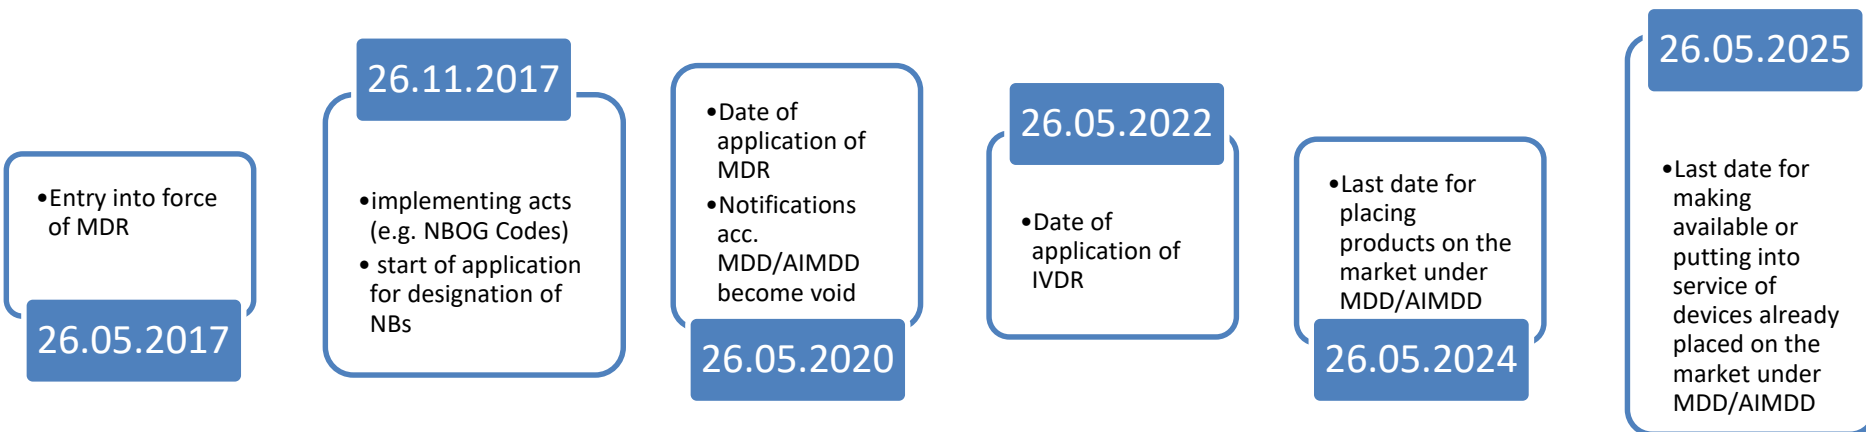 •Entry into force
of MDR
26.05.2017
26.11.2017
•implementing acts
(e.g. NBOG Codes)
• start of application
for designation of
NBs
•Date of
application of
MDR
•Notifications
acc.
MDD/AIMDD
become void
26.05.2020
26.05.2022
•Date of
application of
IVDR
•Last date for
placing
products on the
market under
MDD/AIMDD
26.05.2024
26.05.2025
•Last date for
making
available or
putting into
service of
devices already
placed on the
market under
MDD/AIMDD